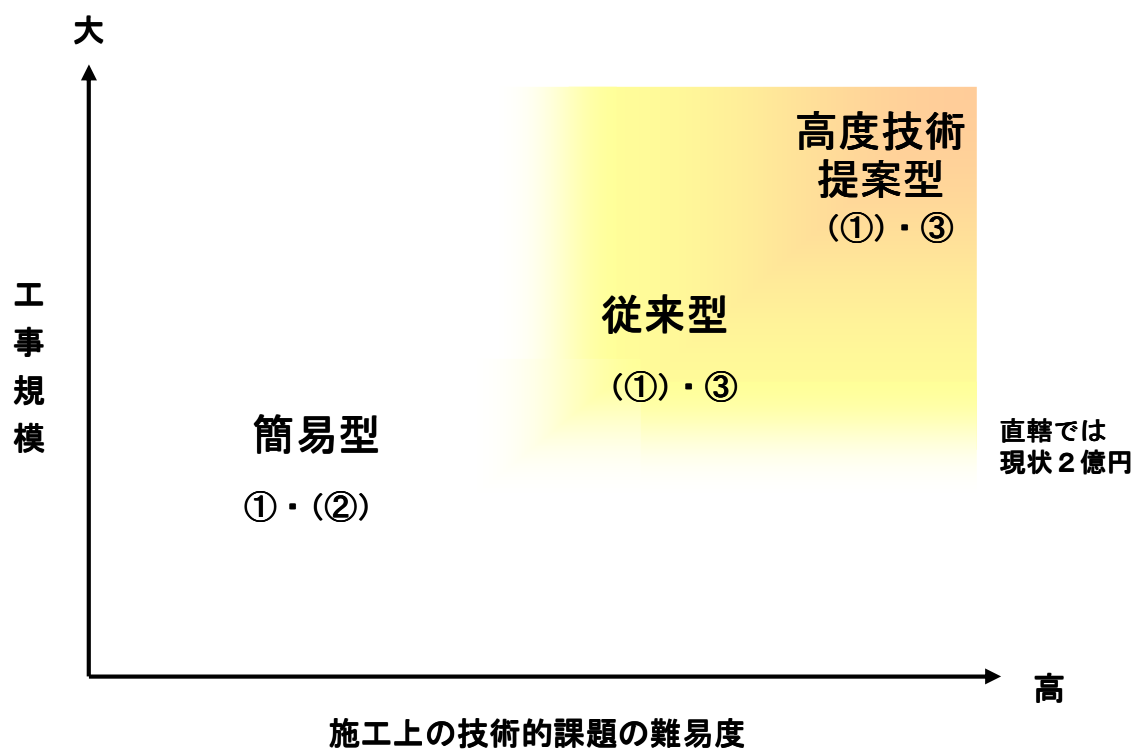 大
高度技術
提案型
(①)・③
従来型
(①)・③
工事規模
簡易型
①・(②)
直轄では
現状２億円
高
施工上の技術的課題の難易度